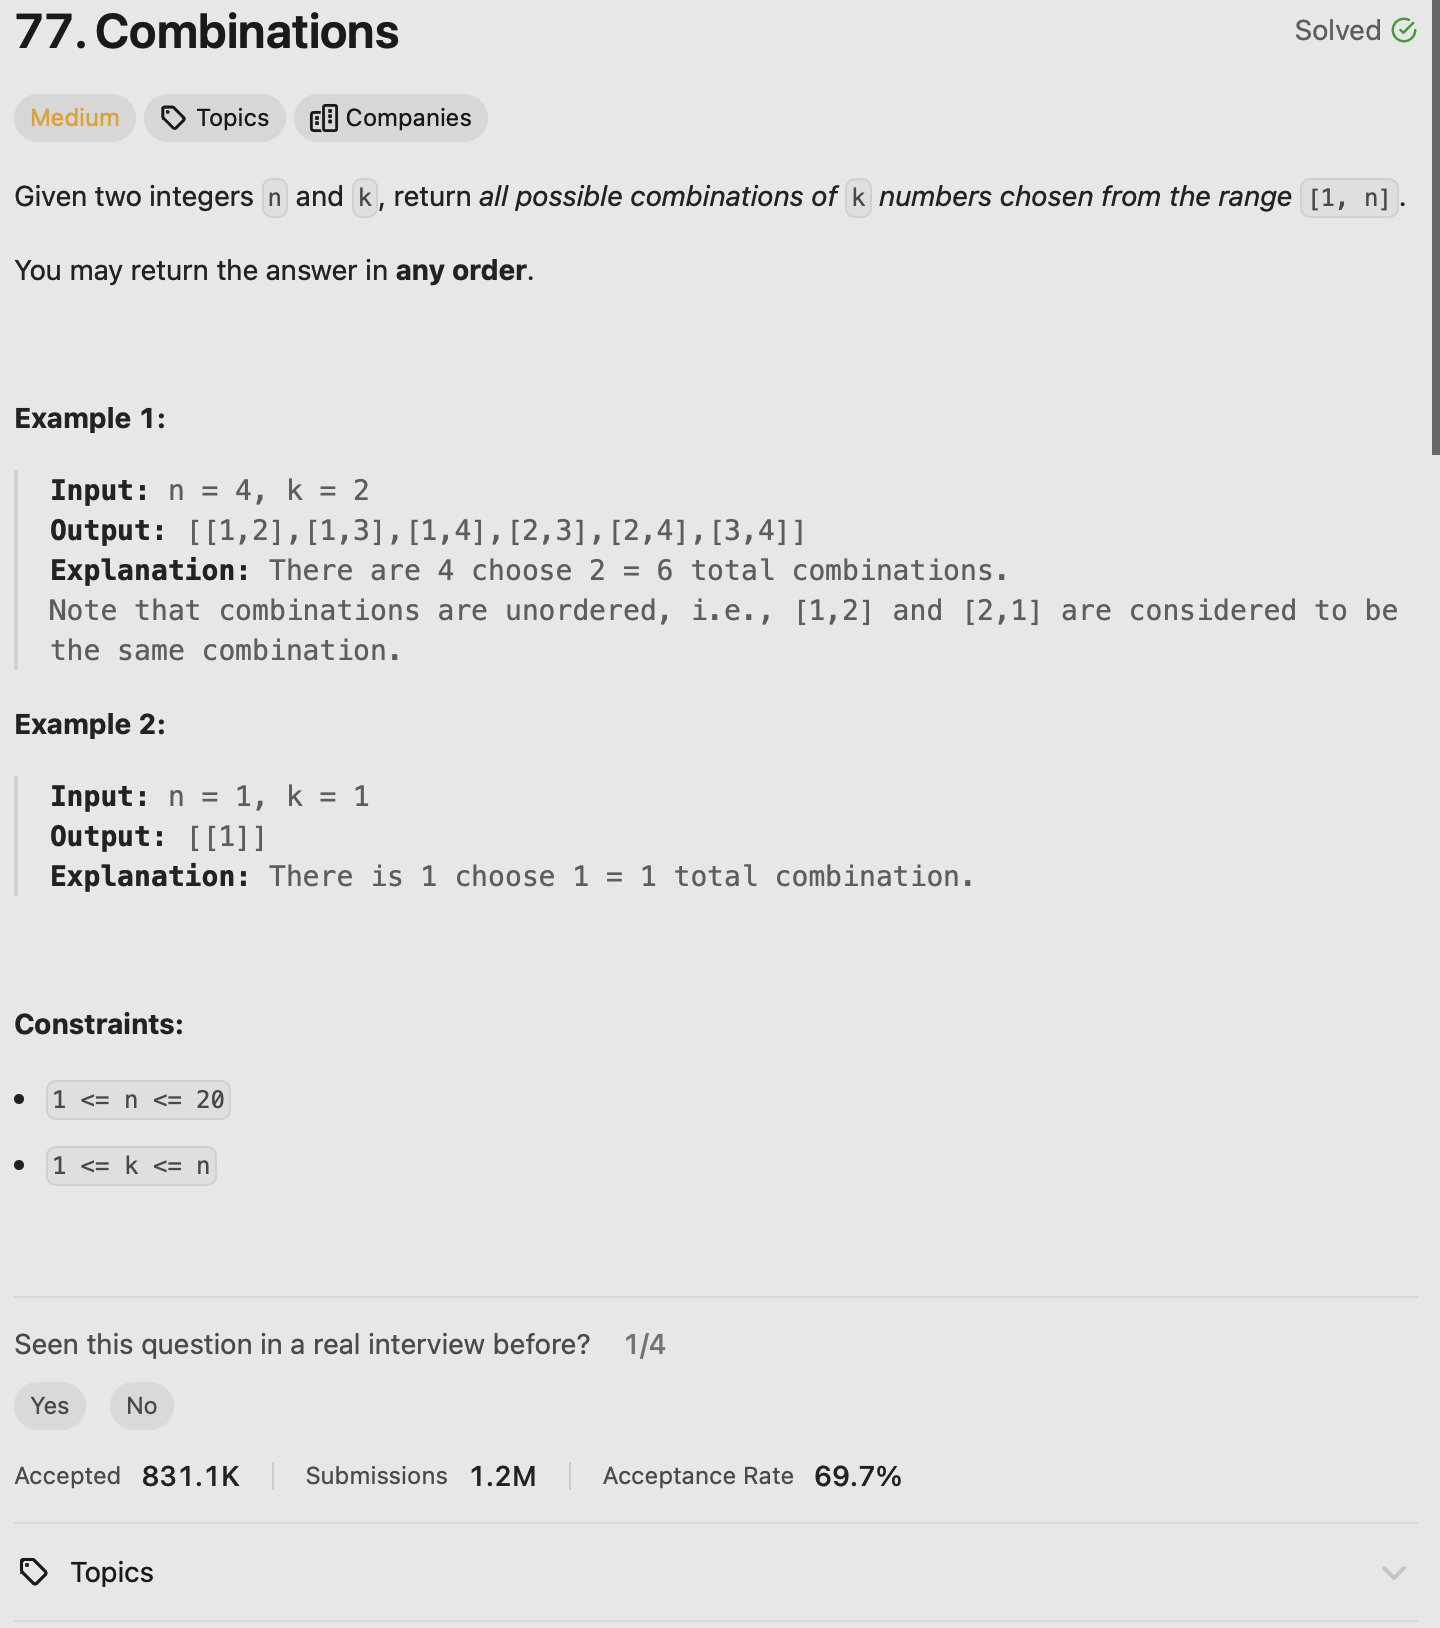 77. Combinations
Solved
Medium
Topics
Companies
Given two integers n and k, return all possible combinations of k numbers chosen from the range [1, n].
You may return the answer in any order.
Example 1:
Input: n = 4, k = 2
Output: [[1,2],[1,3],[1,4],[2,3],[2,4],[3,4]]
Explanation: There are 4 choose 2 = 6 total combinations.
Note that combinations are unordered, i.e., [1,2] and [2,1] are considered to be
the same combination.
Example 2:
Input: n = 1, k = 1
Output: [[1]]
Explanation: There is 1 choose 1 = 1 total combination.
Constraints:
1 <= n <= 20
1 <= k <= n
Seen this question in a real interview before? 1/4
Yes
No
Accepted 831.1K
Submissions 1.2M
Acceptance Rate 69.7%
Topics